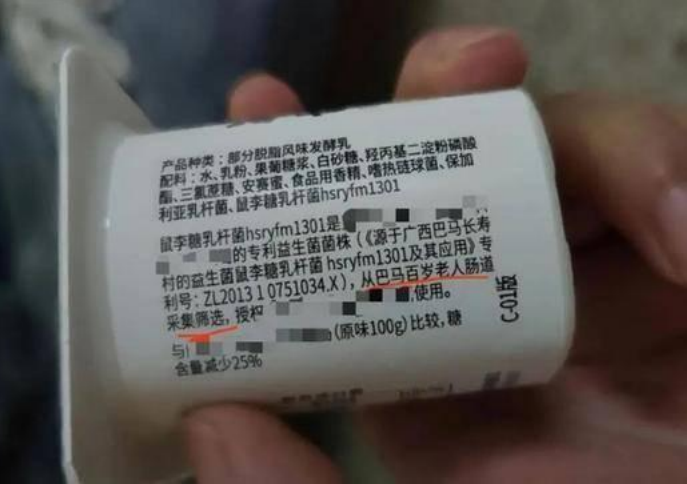 产品种类：部分脱脂风味发酵乳
配料：水、乳粉、果葡糖浆、白砂糖、羟丙基二淀粉磷酸
酯、三氯蔗糖、安赛蜜、食品用香精、嗜热链球菌、保加
利亚乳杆菌、鼠李糖乳杆菌hsryfm1301
鼠李糖乳杆菌hsryfm1301是
的专利益生菌菌株（《源于广西巴马长寿
村的益生菌鼠李糖乳杆菌 hsryfm1301及其应用》专
利号：ZL2013 1 0751034.X），从巴马百岁老人肠道
采集筛选，授权 使用。
与 （原味100g）比较，糖
含量减少25%
C-01版